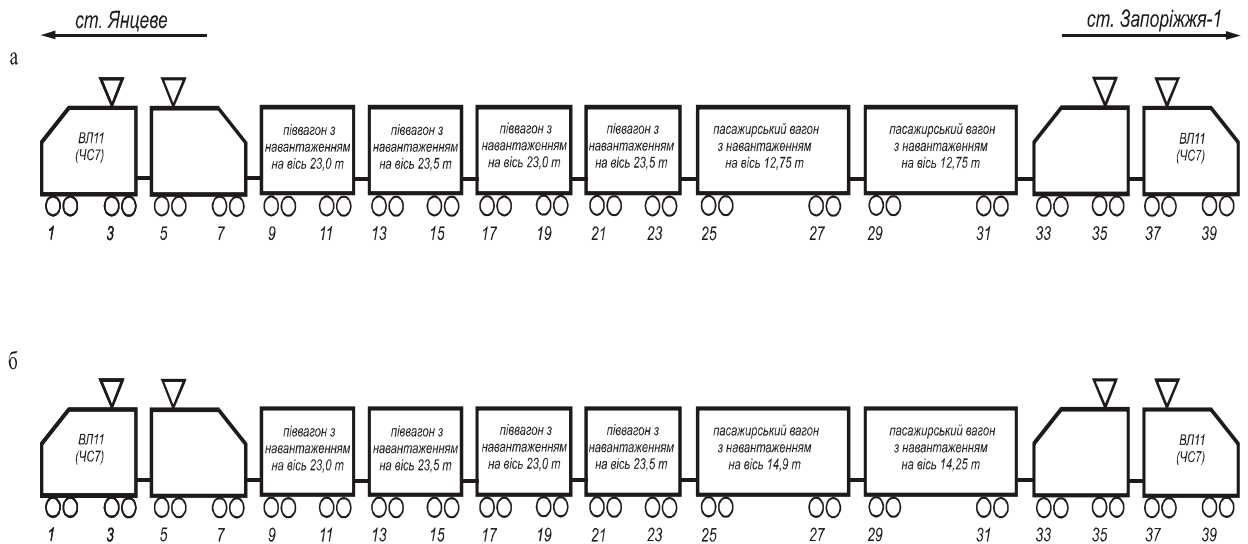 ст. Янцеве ст. Запоріжжя-1
а
ВЛ11
(ЧС7)
піввагон з
навантаженням
на вісь 23,0 т
піввагон з
навантаженням
на вісь 23,5 т
піввагон з
навантаженням
на вісь 23,0 т
піввагон з
навантаженням
на вісь 23,5 т
пасажирський вагон
з навантаженням
на вісь 12,75 т
пасажирський вагон
з навантаженням
на вісь 12,75 т
ВЛ11
(ЧС7)
1 3 5 7 9 11 13 15 17 19 21 23 25 27 29 31 33 35 37 39
б
ВЛ11
(ЧС7)
піввагон з
навантаженням
на вісь 23,0 т
піввагон з
навантаженням
на вісь 23,5 т
піввагон з
навантаженням
на вісь 23,0 т
піввагон з
навантаженням
на вісь 23,5 т
пасажирський вагон
з навантаженням
на вісь 14,9 т
пасажирський вагон
з навантаженням
на вісь 14,25 т
ВЛ11
(ЧС7)
1 3 5 7 9 11 13 15 17 19 21 23 25 27 29 31 33 35 37 39